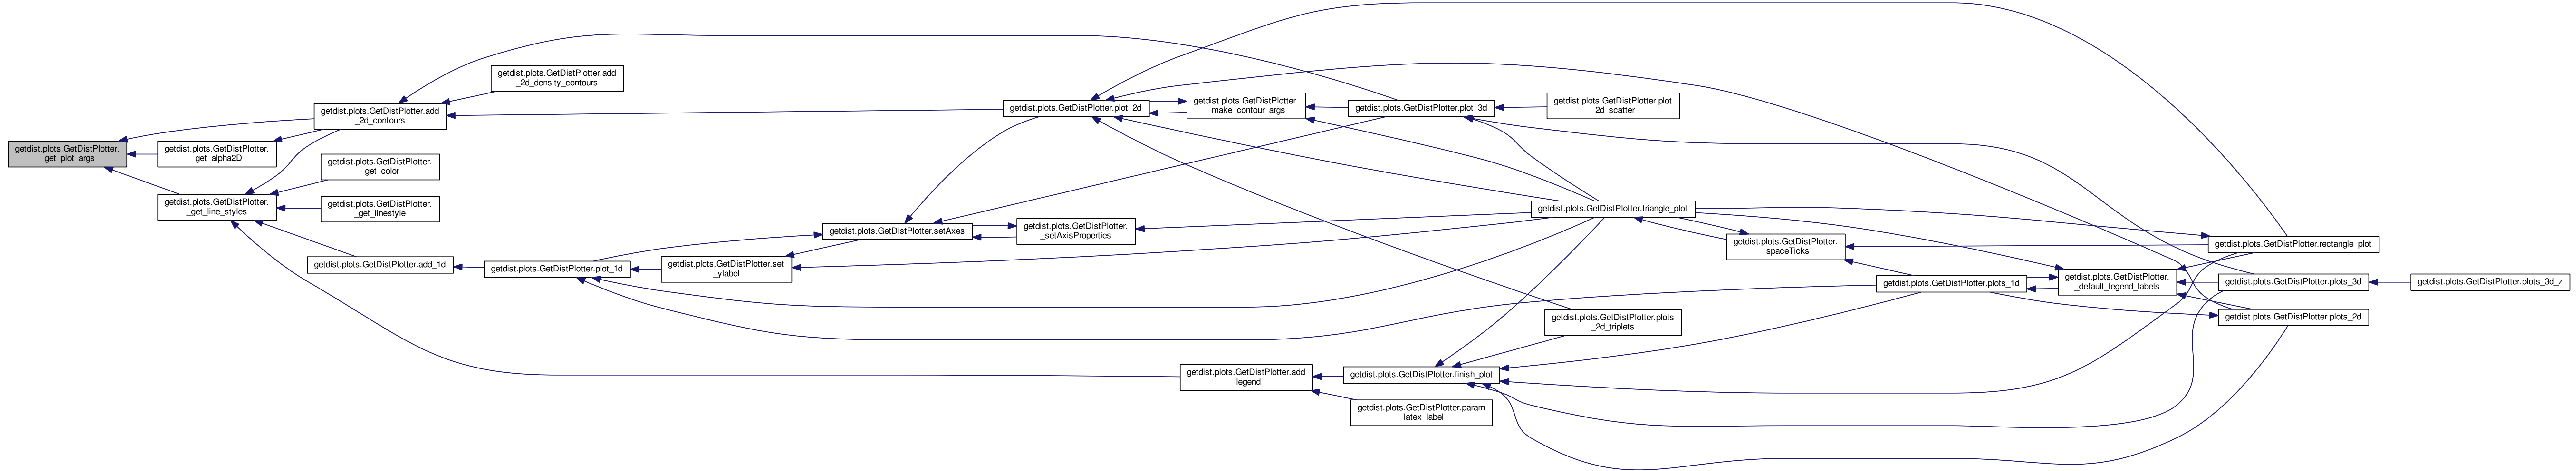 getdist.plots.GetDistPlotter.
_get_plot_args
getdist.plots.GetDistPlotter.add
_2d_contours
getdist.plots.GetDistPlotter.
_get_alpha2D
getdist.plots.GetDistPlotter.
_get_line_styles
getdist.plots.GetDistPlotter.add
_2d_density_contours
getdist.plots.GetDistPlotter.
_get_color
getdist.plots.GetDistPlotter.
_get_linestyle
getdist.plots.GetDistPlotter.add_1d
getdist.plots.GetDistPlotter.plot_1d
getdist.plots.GetDistPlotter.set
_ylabel
getdist.plots.GetDistPlotter.setAxes
getdist.plots.GetDistPlotter.plot_2d
getdist.plots.GetDistPlotter.
_setAxisProperties
getdist.plots.GetDistPlotter.
_make_contour_args
getdist.plots.GetDistPlotter.add
_legend
getdist.plots.GetDistPlotter.plot_3d
getdist.plots.GetDistPlotter.finish_plot
getdist.plots.GetDistPlotter.param
_latex_label
getdist.plots.GetDistPlotter.plot
_2d_scatter
getdist.plots.GetDistPlotter.triangle_plot
getdist.plots.GetDistPlotter.plots
_2d_triplets
getdist.plots.GetDistPlotter.
_spaceTicks
getdist.plots.GetDistPlotter.plots_1d
getdist.plots.GetDistPlotter.
_default_legend_labels
getdist.plots.GetDistPlotter.rectangle_plot
getdist.plots.GetDistPlotter.plots_3d
getdist.plots.GetDistPlotter.plots_2d
getdist.plots.GetDistPlotter.plots_3d_z